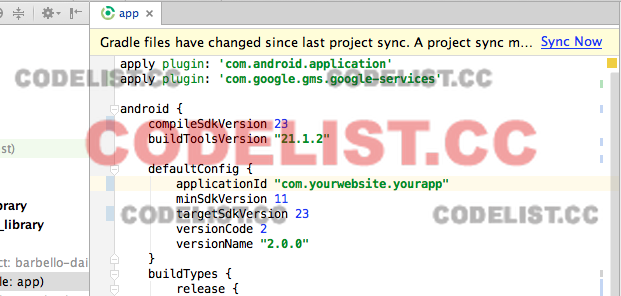 app
Gradle files have changed since last project sync. A project sync m... Sync Now
apply plugin: 'com.android.application'
CODELIST.CC CODELIST.CC
apply plugin: 'com.google.gms.google-services'
android {
compileSdkVersion 23
CODELIST.CC
buildToolsVersion "21.1.2"
st)
defaultConfig {
applicationId "com.yourwebsite.yourapp"
brary
minSdkVersion 11
_library
targetSdkVersion 23
CODELIST.CC CODELIST.CC
versionCode 2
versionName "2.0.0"
ct: barbello-dai
}
buildTypes {
le: app)
release {